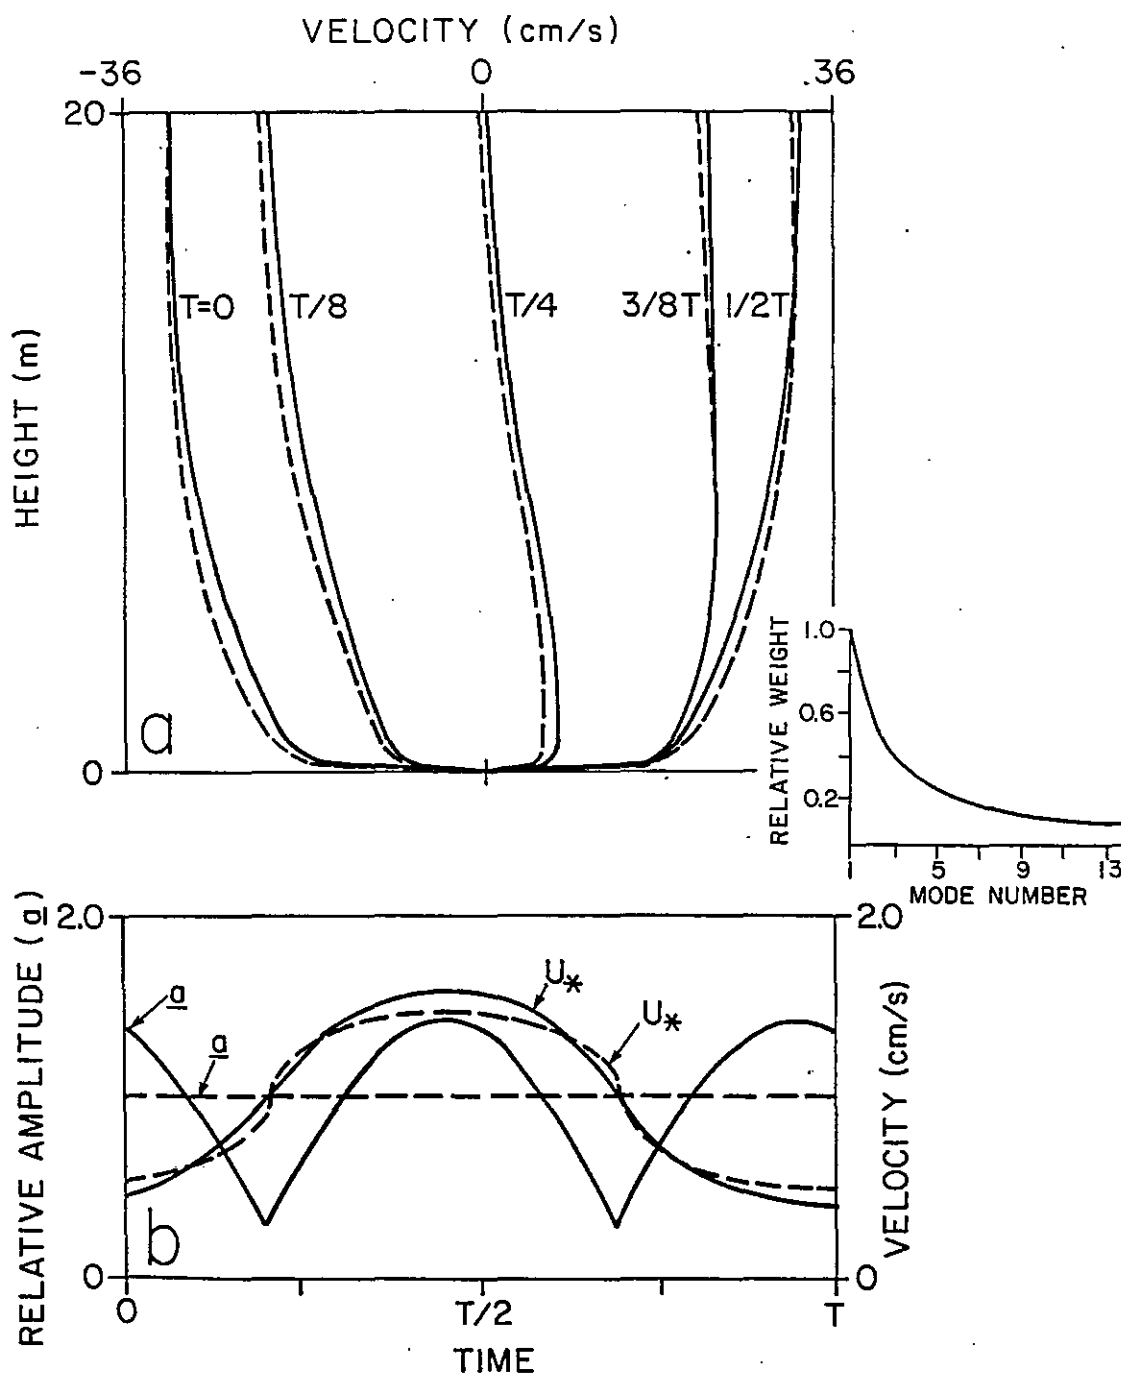 VELOCITY (cm/s)
-36 0 .36
20
HEIGHT (m)
T=0 T/8 T/4 3/8T 1/2T
a
0
RELATIVE WEIGHT
1.0
0.6
0.2
1 5 9 13
MODE NUMBER
RELATIVE AMPLITUDE (a)
2.0 2.0
a U*
a U*
VELOCITY (cm/s)
b
0 0
0 T/2 T
TIME